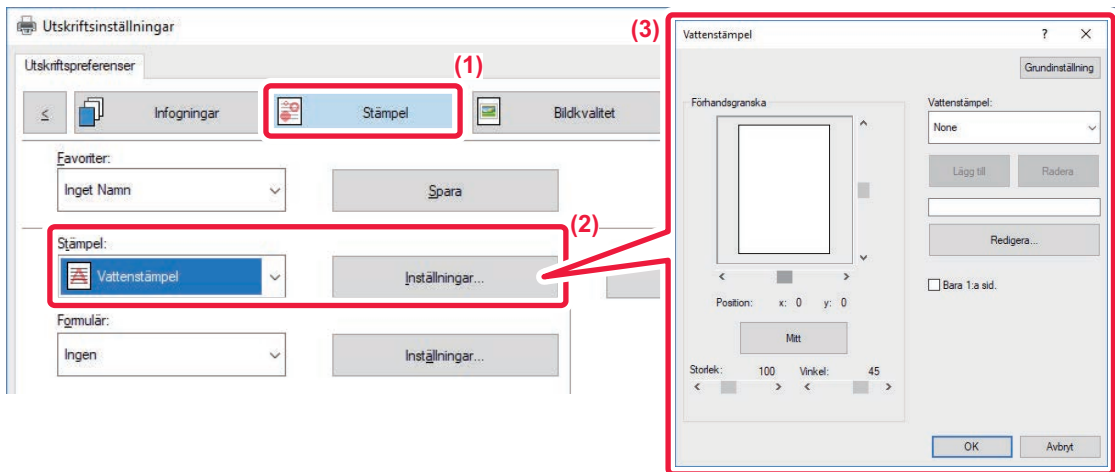 Utskriftsinställningar
Utskriftspreferenser
(1)
≤ Infogningar Stämpel Bildkvalitet
Favoriter:
Inget Namn Spara
(2)
Stämpel:
Vattenstämpel Inställningar...
Formulär:
Ingen Inställningar...
(3)
Vattenstämpel ? X
Grundinställning
Förhandsgranska
Vattenstämpel:
None
Lägg till Radera
Redigera...
< >
Bara 1:a sid.
Position: x: 0 y: 0
Mitt
Storlek: 100 Vinkel: 45
< > < >
OK Avbryt